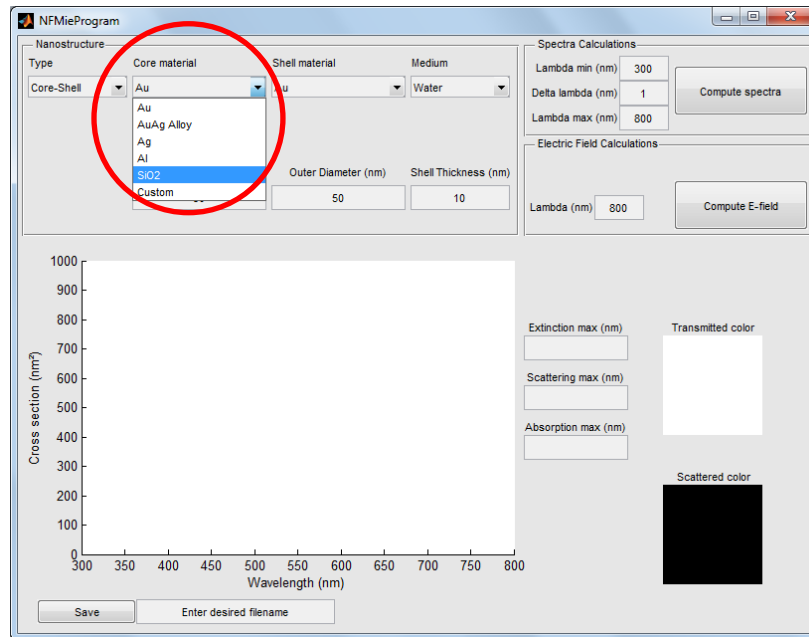 NFMieProgram
Nanostructure
Type Core material Shell material Medium
Core-Shell Au Au Water
Au
AuAg Alloy
Ag
Al
SiO2
Custom
Outer Diameter (nm) Shell Thickness (nm)
50 10
Spectra Calculations
Lambda min (nm) 300
Delta lambda (nm) 1
Lambda max (nm) 800
Compute spectra
Electric Field Calculations
Lambda (nm) 800
Compute E-field
1000
900
800
700
600
500
400
300
200
100
0
Cross section (nm²)
300 350 400 450 500 550 600 650 700 750 800
Wavelength (nm)
Extinction max (nm)
Scattering max (nm)
Absorption max (nm)
Transmitted color
Scattered color
Save Enter desired filename